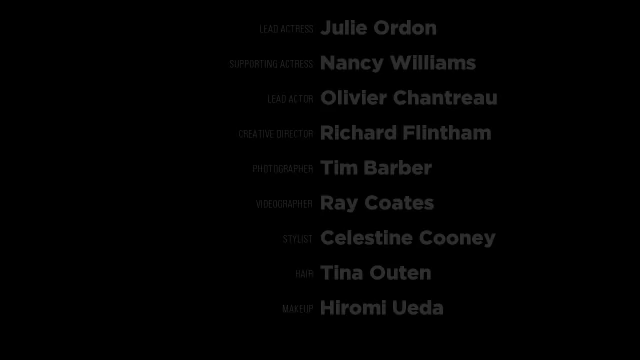 LEAD ACTRESS Julie Ordon
SUPPORTING ACTRESS Nancy Williams
LEAD ACTOR Olivier Chantreau
CREATIVE DIRECTOR Richard Flintham
PHOTOGRAPHER Tim Barber
VIDEOGRAPHER Ray Coates
STYLIST Celestine Cooney
HAIR Tina Outen
MAKEUP Hiromi Ueda